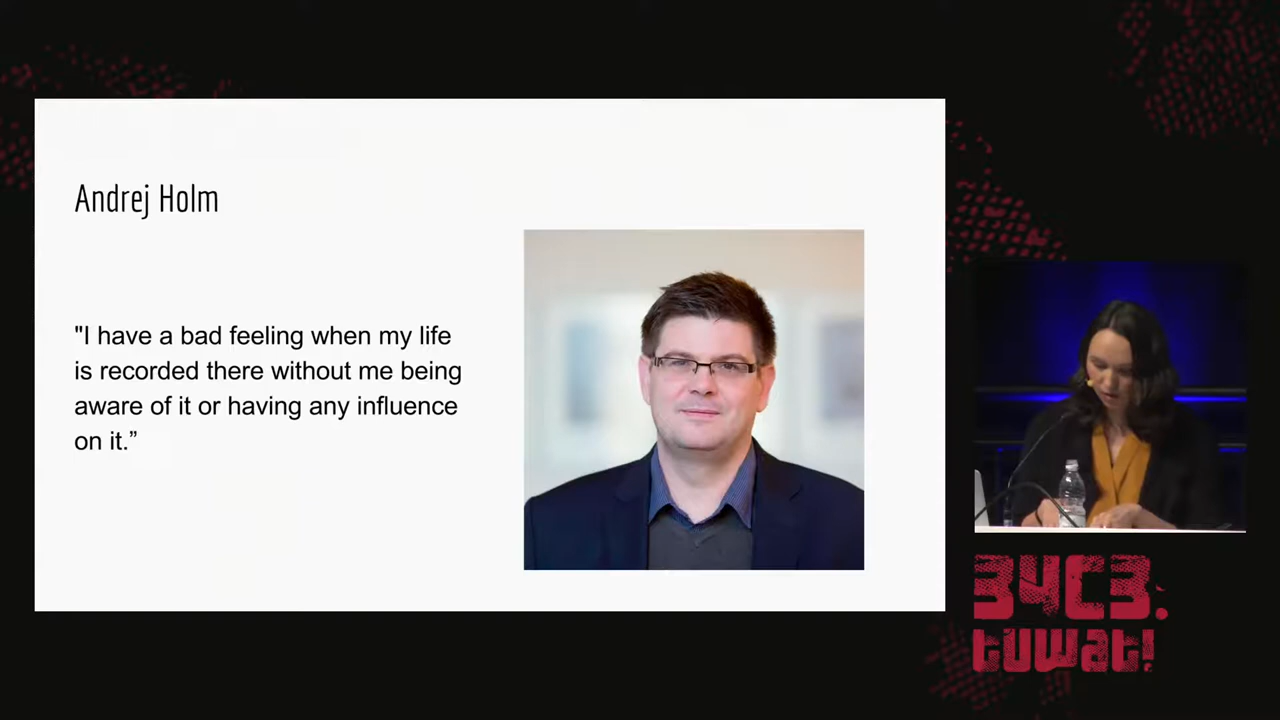 Andrej Holm
"I have a bad feeling when my life
is recorded there without me being
aware of it or having any influence
on it.”
34C3.
tuwat!